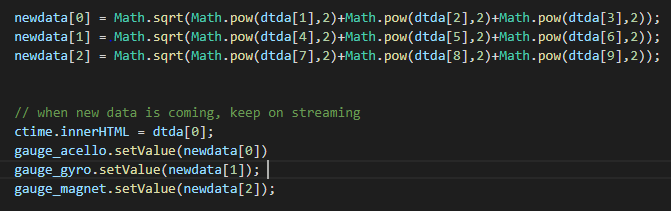 newdata[0] = Math.sqrt(Math.pow(dtda[1],2)+Math.pow(dtda[2],2)+Math.pow(dtda[3],2));
newdata[1] = Math.sqrt(Math.pow(dtda[4],2)+Math.pow(dtda[5],2)+Math.pow(dtda[6],2));
newdata[2] = Math.sqrt(Math.pow(dtda[7],2)+Math.pow(dtda[8],2)+Math.pow(dtda[9],2));
// when new data is coming, keep on streaming
ctime.innerHTML = dtda[0];
gauge_acello.setValue(newdata[0])
gauge_gyro.setValue(newdata[1]);
gauge_magnet.setValue(newdata[2]);